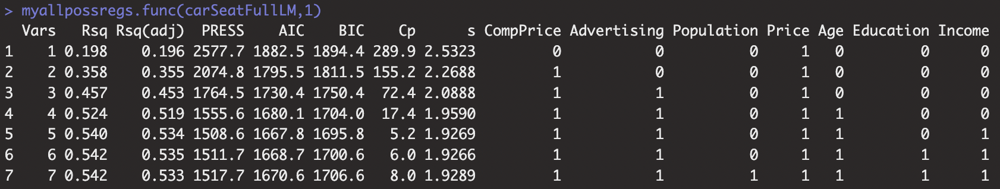 > myallpossregs.func(carSeatFullLM,1)
  Vars   Rsq Rsq(adj)  PRESS    AIC    BIC    Cp      s CompPrice Advertising Population Price Age Education Income
1    1 0.198    0.196 2577.7 1882.5 1894.4 289.9 2.5323         0           0          0     1   0         0      0
2    2 0.358    0.355 2074.8 1795.5 1811.5 155.2 2.2688         1           0          0     1   0         0      0
3    3 0.457    0.453 1764.5 1730.4 1750.4  72.4 2.0888         1           1          0     1   0         0      0
4    4 0.524    0.519 1555.6 1680.1 1704.0  17.4 1.9590         1           1          0     1   1         0      0
5    5 0.540    0.534 1508.6 1667.8 1695.8   5.2 1.9269         1           1          0     1   1         0      1
6    6 0.542    0.535 1511.7 1668.7 1700.6   6.0 1.9266         1           1          0     1   1         1      1
7    7 0.542    0.533 1517.7 1670.6 1706.6   8.0 1.9289         1           1          1     1   1         1      1